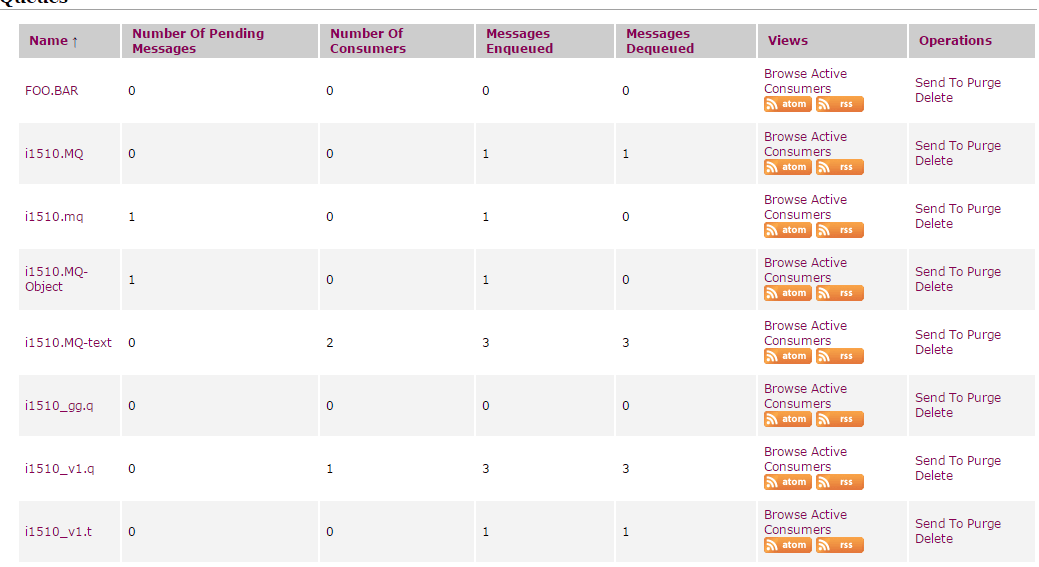 Queues
Name ↑ Number Of Pending Messages Number Of Consumers Messages Enqueued Messages Dequeued Views Operations
FOO.BAR 0 0 0 0 Browse Active Consumers atom rss Send To Purge Delete
i1510.MQ 0 0 1 1 Browse Active Consumers atom rss Send To Purge Delete
i1510.mq 1 0 1 0 Browse Active Consumers atom rss Send To Purge Delete
i1510.MQ-Object 1 0 1 0 Browse Active Consumers atom rss Send To Purge Delete
i1510.MQ-text 0 2 3 3 Browse Active Consumers atom rss Send To Purge Delete
i1510_gg.q 0 0 0 0 Browse Active Consumers atom rss Send To Purge Delete
i1510_v1.q 0 1 3 3 Browse Active Consumers atom rss Send To Purge Delete
i1510_v1.t 0 0 1 1 Browse Active Consumers atom rss Send To Purge Delete